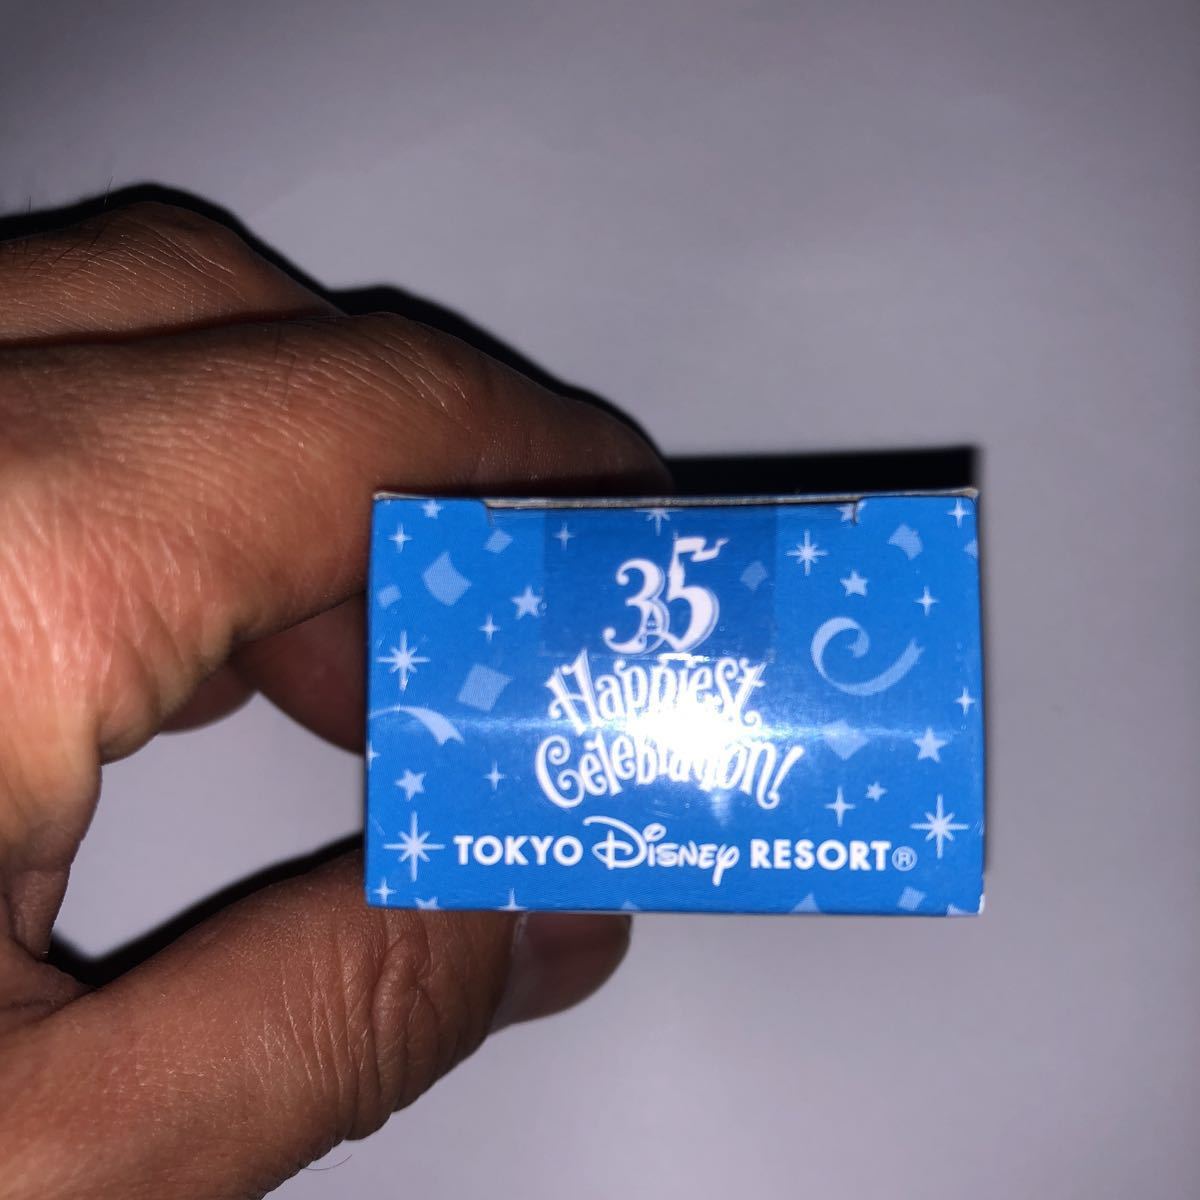 35
Happiest
Celebration!
TOKYO Disney RESORT®